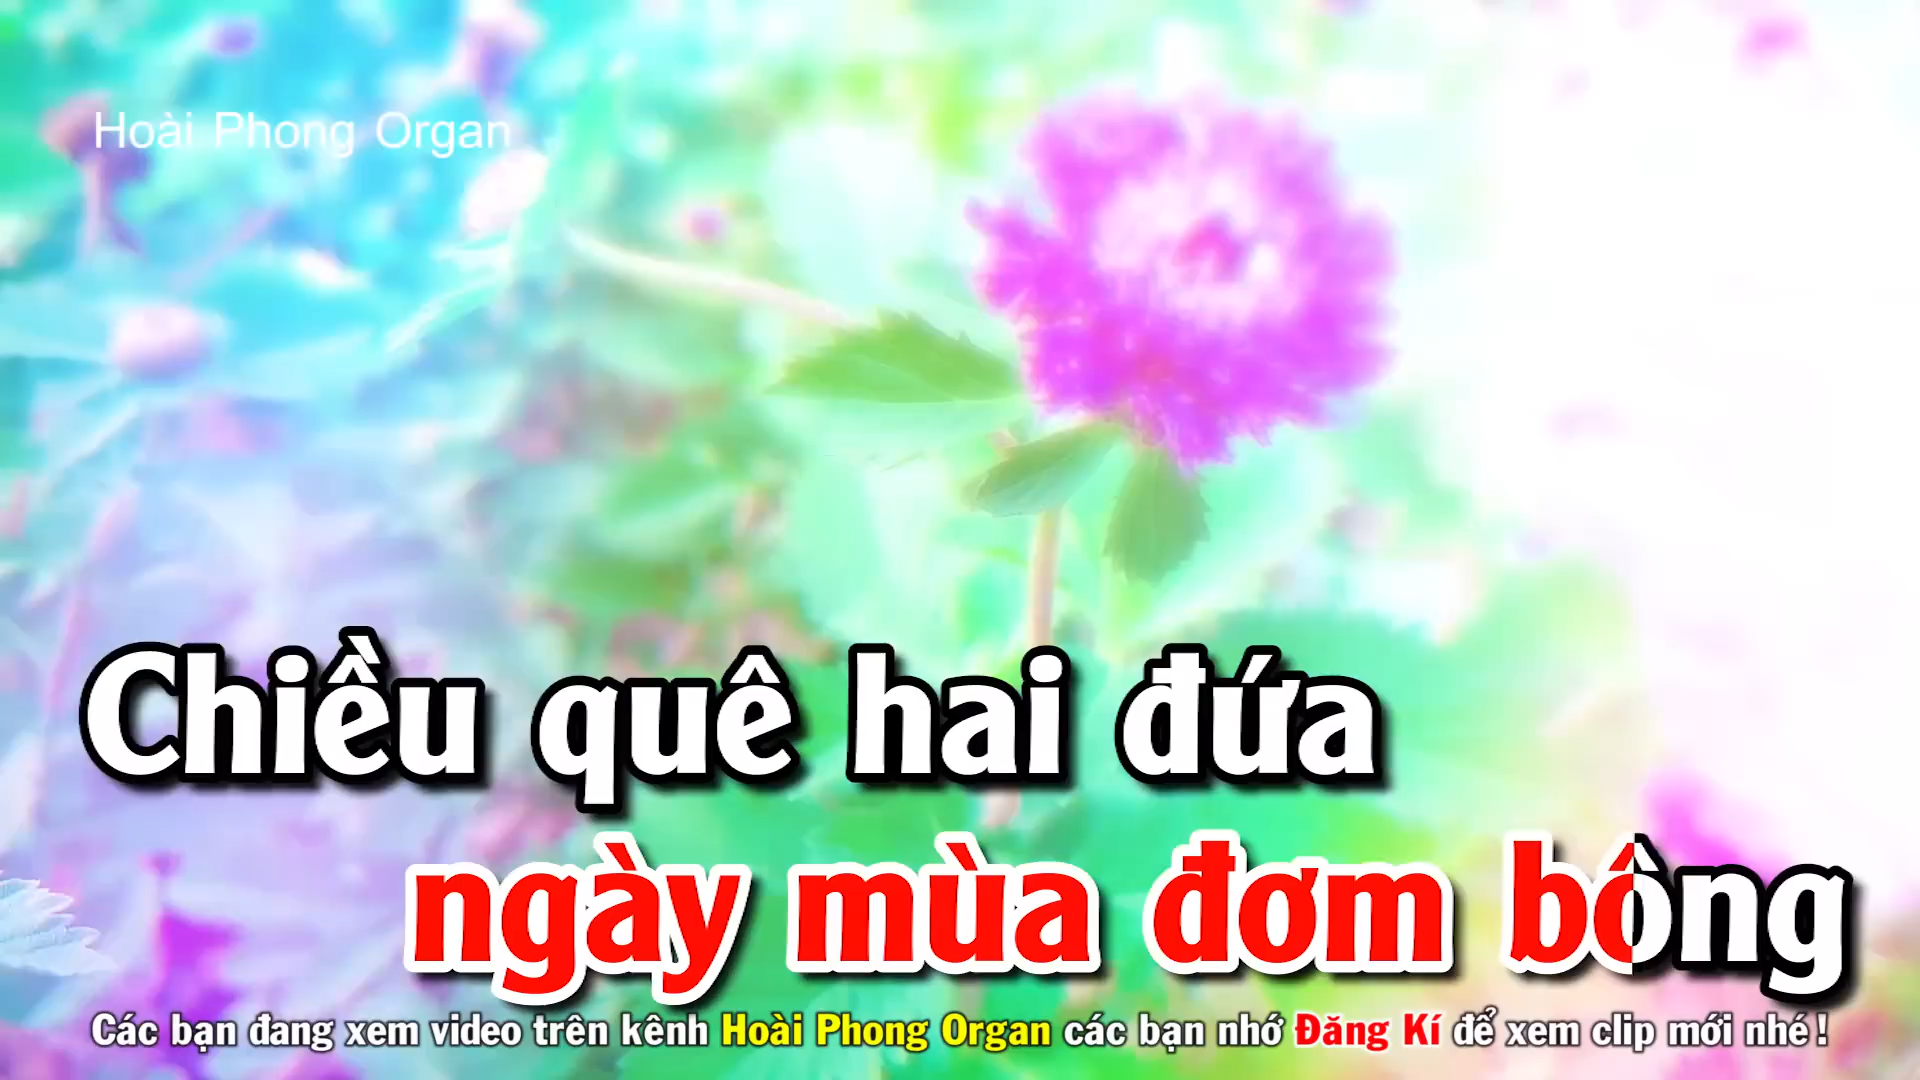 Hoài Phong Organ
Chiều quê hai đứa
ngày mùa đơm bông
Các bạn đang xem video trên kênh Hoài Phong Organ các bạn nhớ Đăng Kí để xem clip mới nhé !